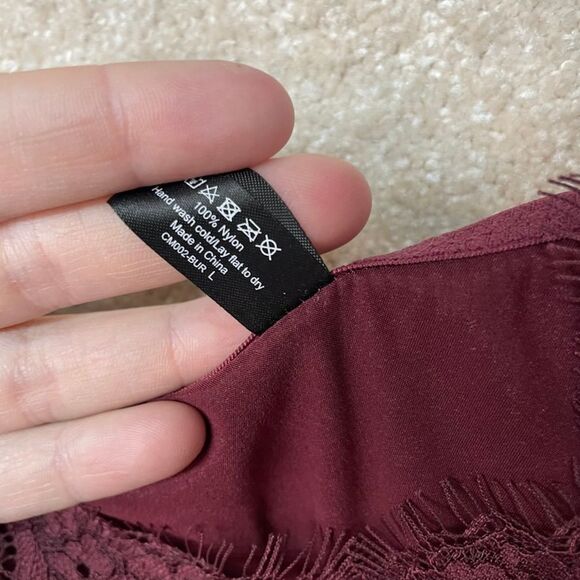 100% Nylon
Hand wash cold/Lay flat to dry
Made in China
CM002-BUR L